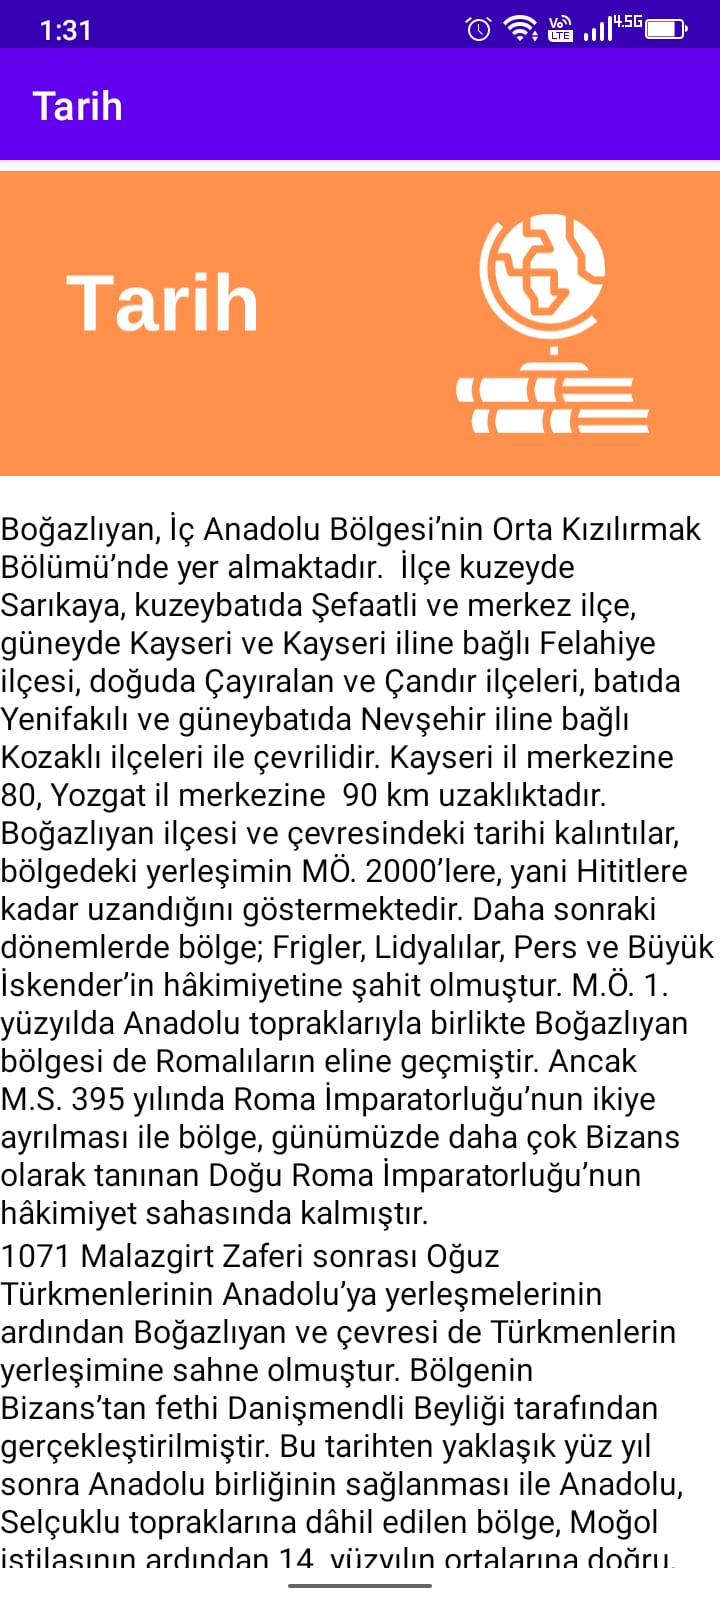 1:31
Vo))
LTE
4.5G
Tarih
Tarih
Boğazlıyan, İç Anadolu Bölgesi’nin Orta Kızılırmak
Bölümü’nde yer almaktadır.  İlçe kuzeyde
Sarıkaya, kuzeybatıda Şefaatli ve merkez ilçe,
güneyde Kayseri ve Kayseri iline bağlı Felahiye
ilçesi, doğuda Çayıralan ve Çandır ilçeleri, batıda
Yenifakılı ve güneybatıda Nevşehir iline bağlı
Kozaklı ilçeleri ile çevrilidir. Kayseri il merkezine
80, Yozgat il merkezine  90 km uzaklıktadır.
Boğazlıyan ilçesi ve çevresindeki tarihi kalıntılar,
bölgedeki yerleşimin MÖ. 2000’lere, yani Hititlere
kadar uzandığını göstermektedir. Daha sonraki
dönemlerde bölge; Frigler, Lidyalılar, Pers ve Büyük
İskender’in hâkimiyetine şahit olmuştur. M.Ö. 1.
yüzyılda Anadolu topraklarıyla birlikte Boğazlıyan
bölgesi de Romalıların eline geçmiştir. Ancak
M.S. 395 yılında Roma İmparatorluğu’nun ikiye
ayrılması ile bölge, günümüzde daha çok Bizans
olarak tanınan Doğu Roma İmparatorluğu’nun
hâkimiyet sahasında kalmıştır.
1071 Malazgirt Zaferi sonrası Oğuz
Türkmenlerinin Anadolu’ya yerleşmelerinin
ardından Boğazlıyan ve çevresi de Türkmenlerin
yerleşimine sahne olmuştur. Bölgenin
Bizans’tan fethi Danişmendli Beyliği tarafından
gerçekleştirilmiştir. Bu tarihten yaklaşık yüz yıl
sonra Anadolu birliğinin sağlanması ile Anadolu,
Selçuklu topraklarına dâhil edilen bölge, Moğol
istilasının ardından 14. yüzyılın ortalarına doğru,